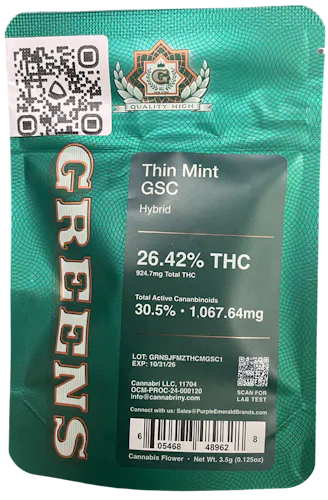 G
QUALITY HIGH
GREENS
Thin Mint
GSC
Hybrid
26.42% THC
924.7mg Total THC
Total Active Cananbinoids
30.5% · 1,067.64mg
LOT: GRNSJFMZTHCMGSC1
EXP: 10/31/26
Cannabri LLC, 11704
OCM-PROC-24-000120
info@cannabriny.com
SCAN FOR
LAB TEST
Connect with us: Sales@PurpleEmeraldBrands.com
6 05468 48962 8
Cannabis Flower · Net Wt. 3.5g (0.125oz)